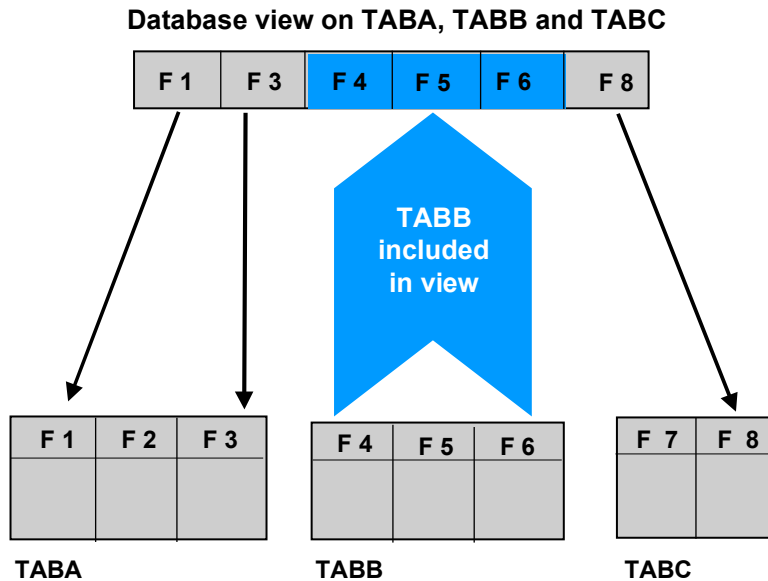 Database view on TABA, TABB and TABC
F 1 F 3 F 4 F 5 F 6 F 8
TABB
included
in view
F 1 F 2 F 3 F 4 F 5 F 6 F 7 F 8
TABA TABB TABC